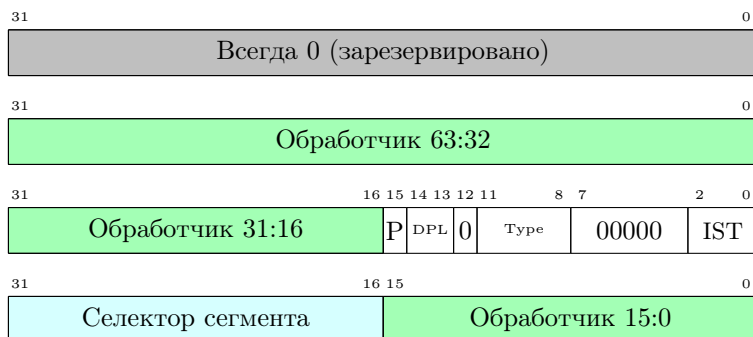 31 0
Всегда 0 (зарезервировано)
31 0
Обработчик 63:32
31 16 15 14 13 12 11 8 7 2 0
Обработчик 31:16 P DPL 0 Type 00000 IST
31 16 15 0
Селектор сегмента Обработчик 15:0